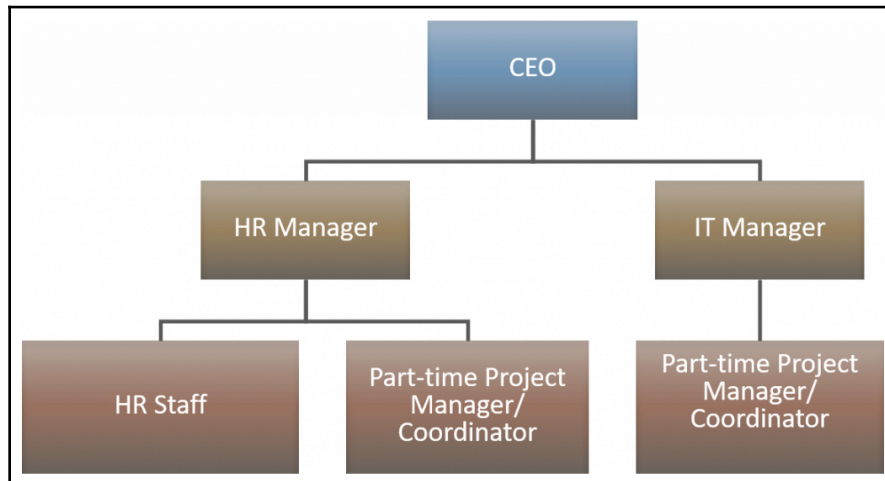 CEO
HR Manager
IT Manager
HR Staff
Part-time Project
Manager/
Coordinator
Part-time Project
Manager/
Coordinator